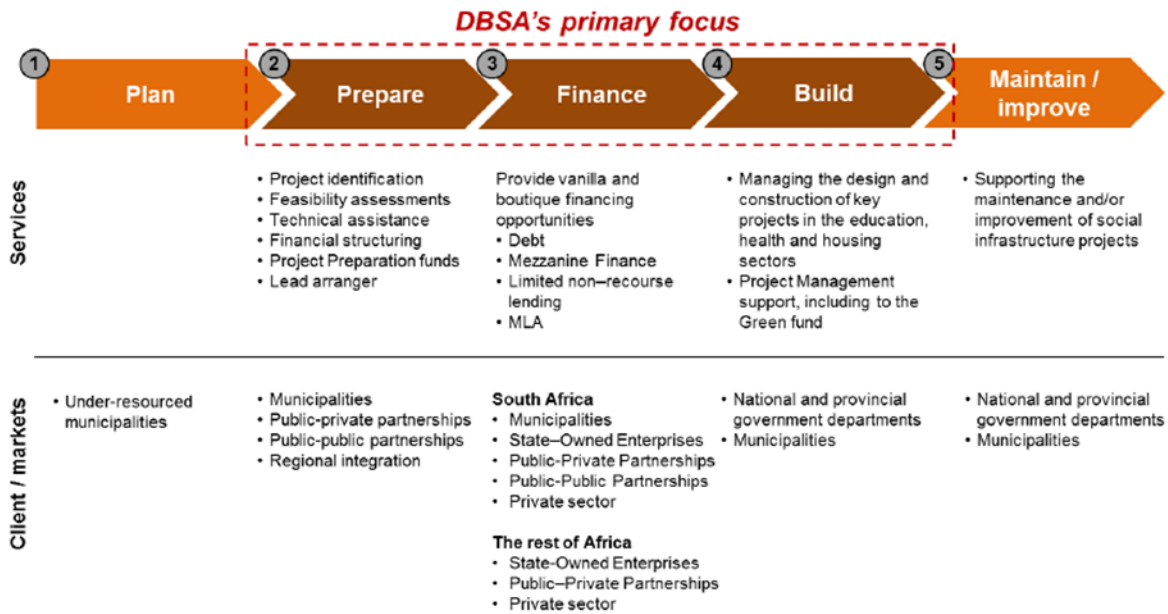 DBSA's primary focus
1
Plan
2
Prepare
3
Finance
4
Build
5
Maintain /
improve
Services
• Project identification
• Feasibility assessments
• Technical assistance
• Financial structuring
• Project Preparation funds
• Lead arranger
Provide vanilla and
boutique financing
opportunities
• Debt
• Mezzanine Finance
• Limited non–recourse
lending
• MLA
• Managing the design and
construction of key
projects in the education,
health and housing
sectors
• Project Management
support, including to the
Green fund
• Supporting the
maintenance and/or
improvement of social
infrastructure projects
Client / markets
• Under-resourced
municipalities
• Municipalities
• Public-private partnerships
• Public-public partnerships
• Regional integration
South Africa
• Municipalities
• State–Owned Enterprises
• Public-Private Partnerships
• Public-Public Partnerships
• Private sector
The rest of Africa
• State-Owned Enterprises
• Public–Private Partnerships
• Private sector
• National and provincial
government departments
• Municipalities
• National and provincial
government departments
• Municipalities